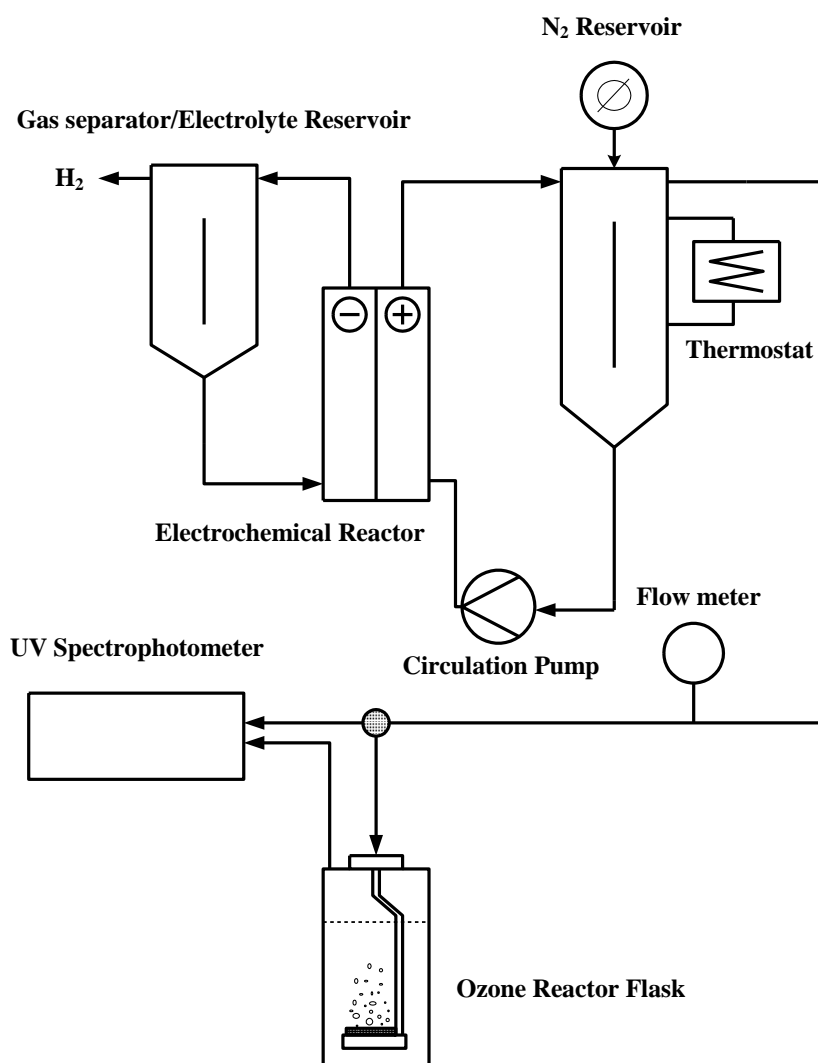 N₂ Reservoir
Gas separator/Electrolyte Reservoir
H₂
− +
Thermostat
Electrochemical Reactor
Flow meter
UV Spectrophotometer
Circulation Pump
Ozone Reactor Flask